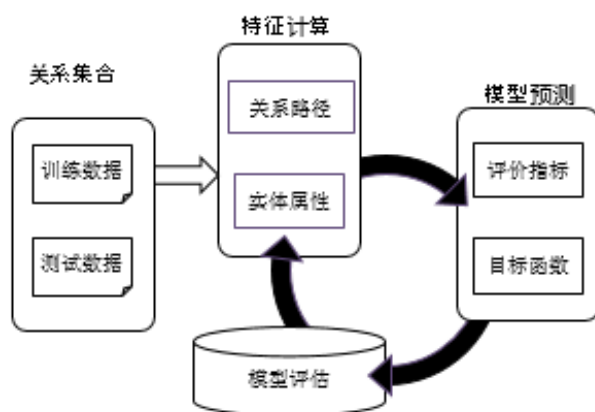 关系集合
训练数据
测试数据
特征计算
关系路径
实体属性
模型预测
评价指标
目标函数
模型评估